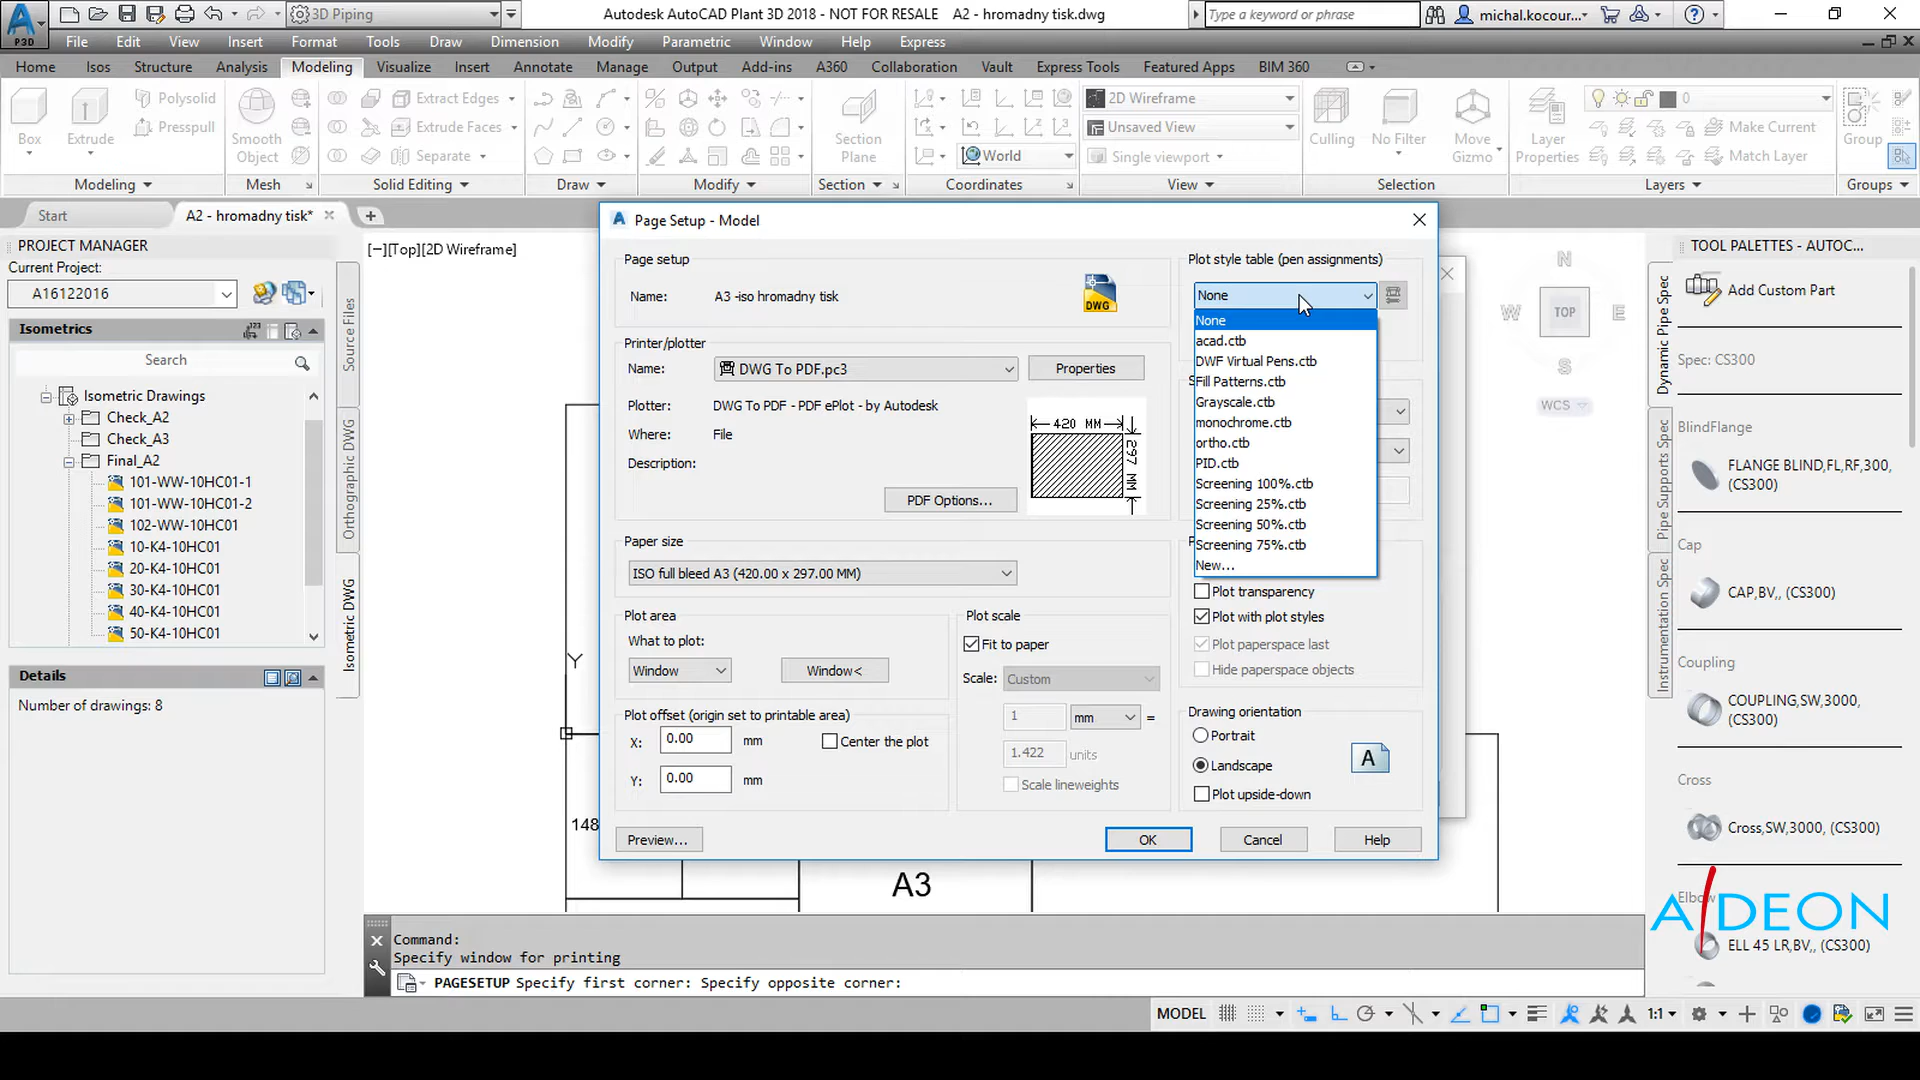 3D Piping
Autodesk AutoCAD Plant 3D 2018 - NOT FOR RESALE    A2 - hromadny tisk.dwg
Type a keyword or phrase
michal.kocour...
P3D
File Edit View Insert Format Tools Draw Dimension Modify Parametric Window Help Express
Home Isos Structure Analysis Modeling Visualize Insert Annotate Manage Output Add-ins A360 Collaboration Vault Express Tools Featured Apps BIM 360
Polysolid
Extract Edges
2D Wireframe
0
Presspull
Extrude Faces
Unsaved View
Make Current
Box Extrude Smooth Object Separate Section Plane World Single viewport Culling No Filter Move Gizmo Layer Properties Match Layer Group
Modeling Mesh Solid Editing Draw Modify Section Coordinates View Selection Layers Groups
Start
A2 - hromadny tisk*
PROJECT MANAGER
Current Project:
A16122016
Isometrics
Search
Isometric Drawings
Check_A2
Check_A3
Final_A2
101-WW-10HC01-1
101-WW-10HC01-2
102-WW-10HC01
10-K4-10HC01
20-K4-10HC01
30-K4-10HC01
40-K4-10HC01
50-K4-10HC01
Details
Number of drawings: 8
Source Files
Orthographic DWG
Isometric DWG
[−][Top][2D Wireframe]
Y
148
A3
Page Setup - Model
Page setup
Name: A3 -iso hromadny tisk
DWG
Printer/plotter
Name: DWG To PDF.pc3
Properties
Plotter: DWG To PDF - PDF ePlot - by Autodesk
Where: File
Description:
420 MM
297 MM
PDF Options...
Paper size
ISO full bleed A3 (420.00 x 297.00 MM)
Plot area
What to plot:
Window
Window<
Plot offset (origin set to printable area)
X: 0.00 mm
Center the plot
Y: 0.00 mm
Plot scale
Fit to paper
Scale: Custom
1 mm =
1.422 units
Scale lineweights
Plot style table (pen assignments)
None
None
acad.ctb
DWF Virtual Pens.ctb
Fill Patterns.ctb
Grayscale.ctb
monochrome.ctb
ortho.ctb
PID.ctb
Screening 100%.ctb
Screening 25%.ctb
Screening 50%.ctb
Screening 75%.ctb
New...
Plot transparency
Plot with plot styles
Plot paperspace last
Hide paperspace objects
Drawing orientation
Portrait
Landscape
A
Plot upside-down
Preview...
OK
Cancel
Help
N
W TOP E
S
WCS
TOOL PALETTES - AUTOC...
Dynamic Pipe Spec
Pipe Supports Spec
Instrumentation Spec
Add Custom Part
Spec: CS300
BlindFlange
FLANGE BLIND,FL,RF,300, (CS300)
Cap
CAP,BV,, (CS300)
Coupling
COUPLING,SW,3000, (CS300)
Cross
Cross,SW,3000, (CS300)
Elbow
AIDEON
ELL 45 LR,BV,, (CS300)
Command:
Specify window for printing
PAGESETUP Specify first corner: Specify opposite corner:
MODEL
1:1